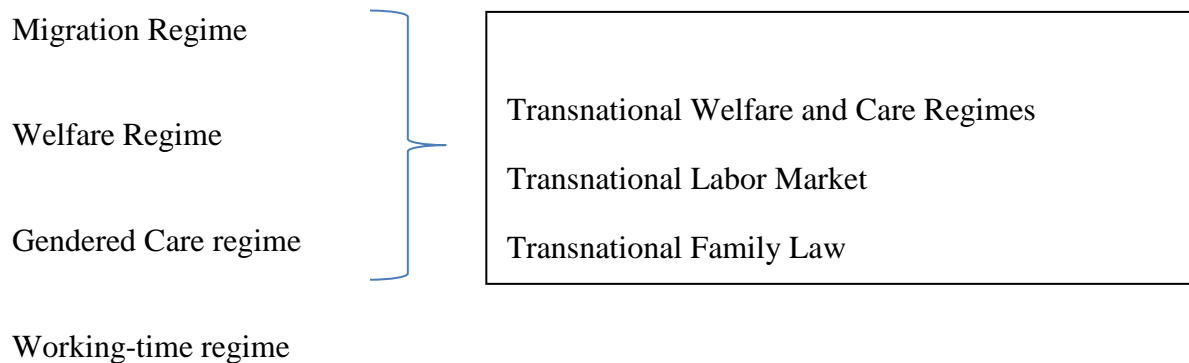 Migration Regime
Welfare Regime
Gendered Care regime
Working-time regime
Transnational Welfare and Care Regimes
Transnational Labor Market
Transnational Family Law